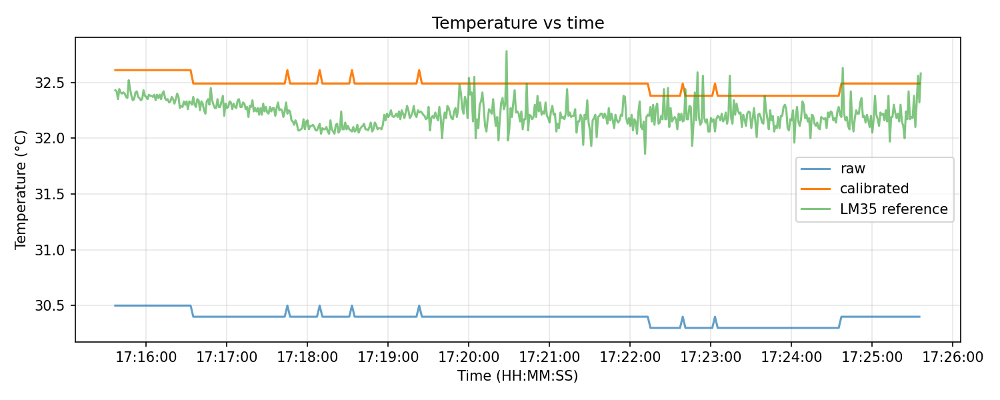 Temperature vs time
Temperature (°C)
32.5
32.0
31.5
31.0
30.5
raw
calibrated
LM35 reference
17:16:00 17:17:00 17:18:00 17:19:00 17:20:00 17:21:00 17:22:00 17:23:00 17:24:00 17:25:00 17:26:00
Time (HH:MM:SS)